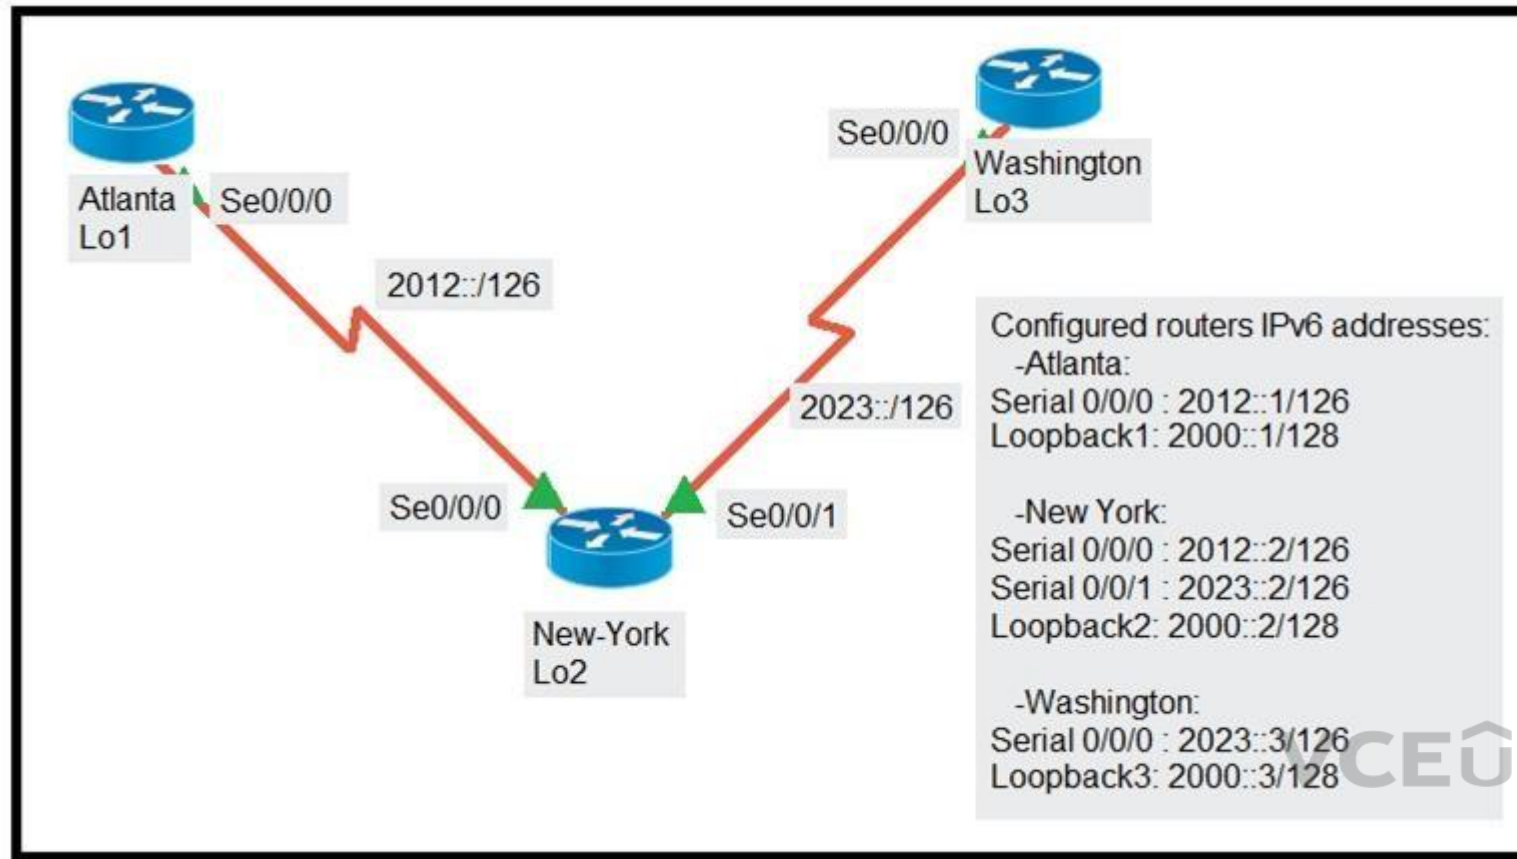 Se0/0/0
Washington
Lo3
Atlanta
Lo1
Se0/0/0
2012::/126
2023::/126
Se0/0/0
Se0/0/1
New-York
Lo2
Configured routers IPv6 addresses:
-Atlanta:
Serial 0/0/0 : 2012::1/126
Loopback1: 2000::1/128
-New York:
Serial 0/0/0 : 2012::2/126
Serial 0/0/1 : 2023::2/126
Loopback2: 2000::2/128
-Washington:
Serial 0/0/0 : 2023::3/126
Loopback3: 2000::3/128
VCEÛ